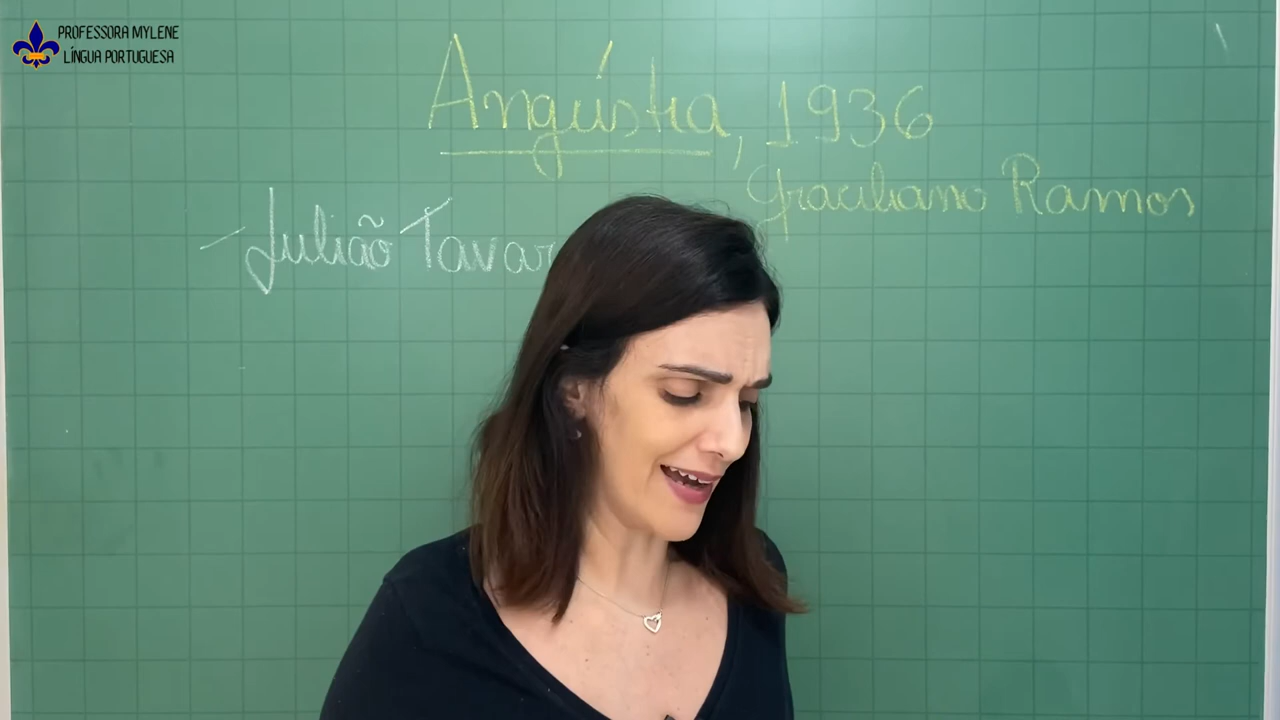 PROFESSORA MYLENE
LÍNGUA PORTUGUESA
Angústia, 1936
Graciliano Ramos
- Julião Tavar